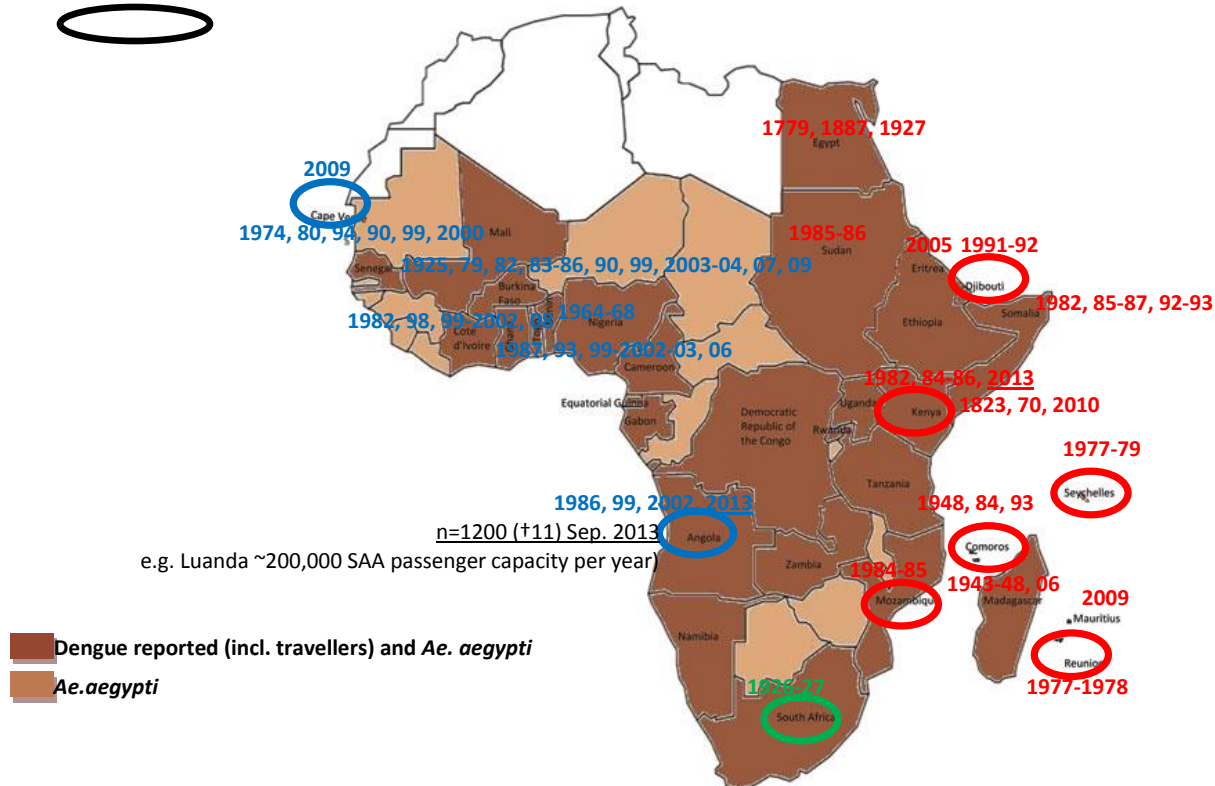 1779, 1887, 1927
Egypt
2009
Cape Verde
1974, 80, 94, 90, 99, 2000
Mali
1985-86
Sudan
2005 1991-92
Eritrea
Senegal
1925, 79, 82, 83-86, 90, 99, 2003-04, 07, 09
Djibouti
Burkina
Faso
1982, 85-87, 92-93
Somalia
1982, 98, 99-2002, 08
1964-68
Nigeria
Ethiopia
Cote
d'Ivoire
Ghana
1987, 93, 99-2002-03, 06
Cameroon
1982, 84-86, 2013
Equatorial Guinea
Gabon
Democratic
Republic of
the Congo
Uganda
Kenya
1823, 70, 2010
Rwanda
1977-79
Tanzania
Seychelles
1986, 99, 2002, 2013
1948, 84, 93
n=1200 (†11) Sep. 2013
Angola
Comoros
e.g. Luanda ~200,000 SAA passenger capacity per year)
Zambia
1984-85
1943-48, 06
Mozambique
Madagascar
2009
Mauritius
Namibia
Dengue reported (incl. travellers) and Ae. aegypti
Reunion
Ae.aegypti
1926-27
1977-1978
South Africa